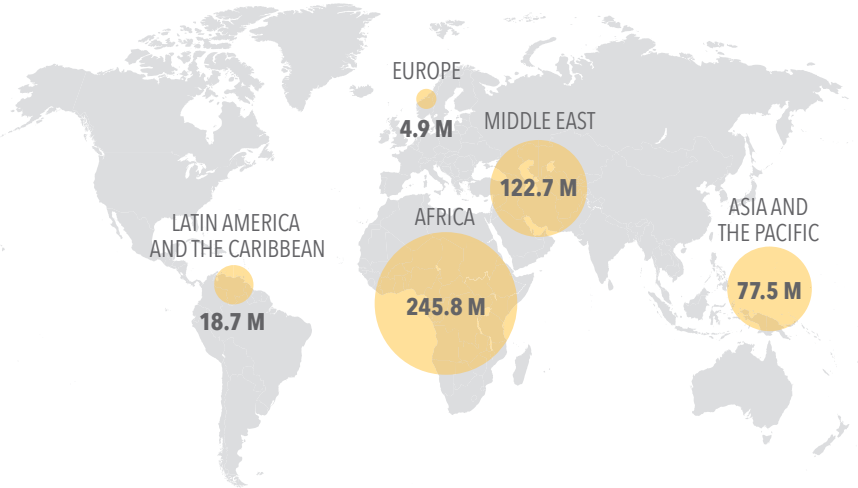 EUROPE
4.9 M
MIDDLE EAST
122.7 M
LATIN AMERICA
AND THE CARIBBEAN
18.7 M
AFRICA
245.8 M
ASIA AND
THE PACIFIC
77.5 M